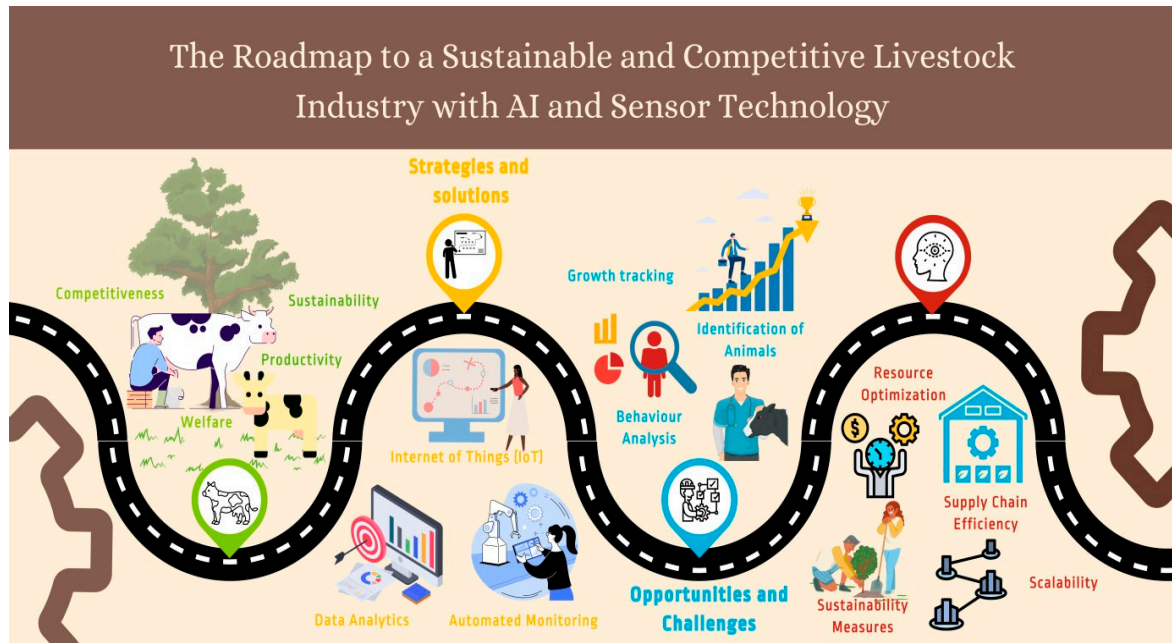 The Roadmap to a Sustainable and Competitive Livestock
Industry with AI and Sensor Technology
Competitiveness
Sustainability
Productivity
Welfare
Strategies and
solutions
Internet of Things (IoT)
Data Analytics
Automated Monitoring
Growth tracking
Identification of
Animals
Behaviour
Analysis
Opportunities and
Challenges
Resource
Optimization
$
Supply Chain
Efficiency
Sustainability
Measures
Scalability